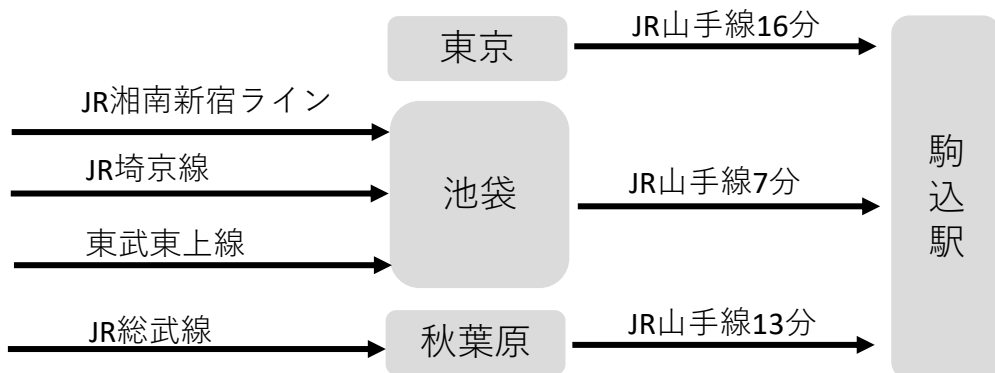 東京
JR山手線16分
JR湘南新宿ライン
JR埼京線
東武東上線
池袋
JR山手線7分
JR総武線
秋葉原
JR山手線13分
駒込駅